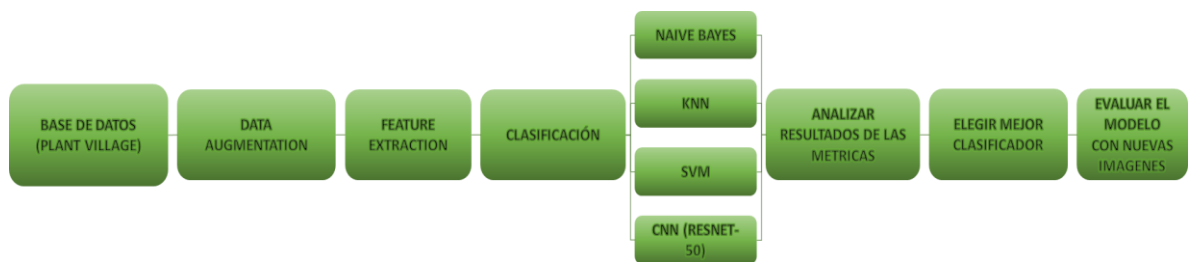 BASE DE DATOS
(PLANT VILLAGE)
DATA
AUGMENTATION
FEATURE
EXTRACTION
CLASIFICACIÓN
NAIVE BAYES
KNN
SVM
CNN (RESNET-
50)
ANALIZAR
RESULTADOS DE LAS
METRICAS
ELEGIR MEJOR
CLASIFICADOR
EVALUAR EL
MODELO
CON NUEVAS
IMAGENES